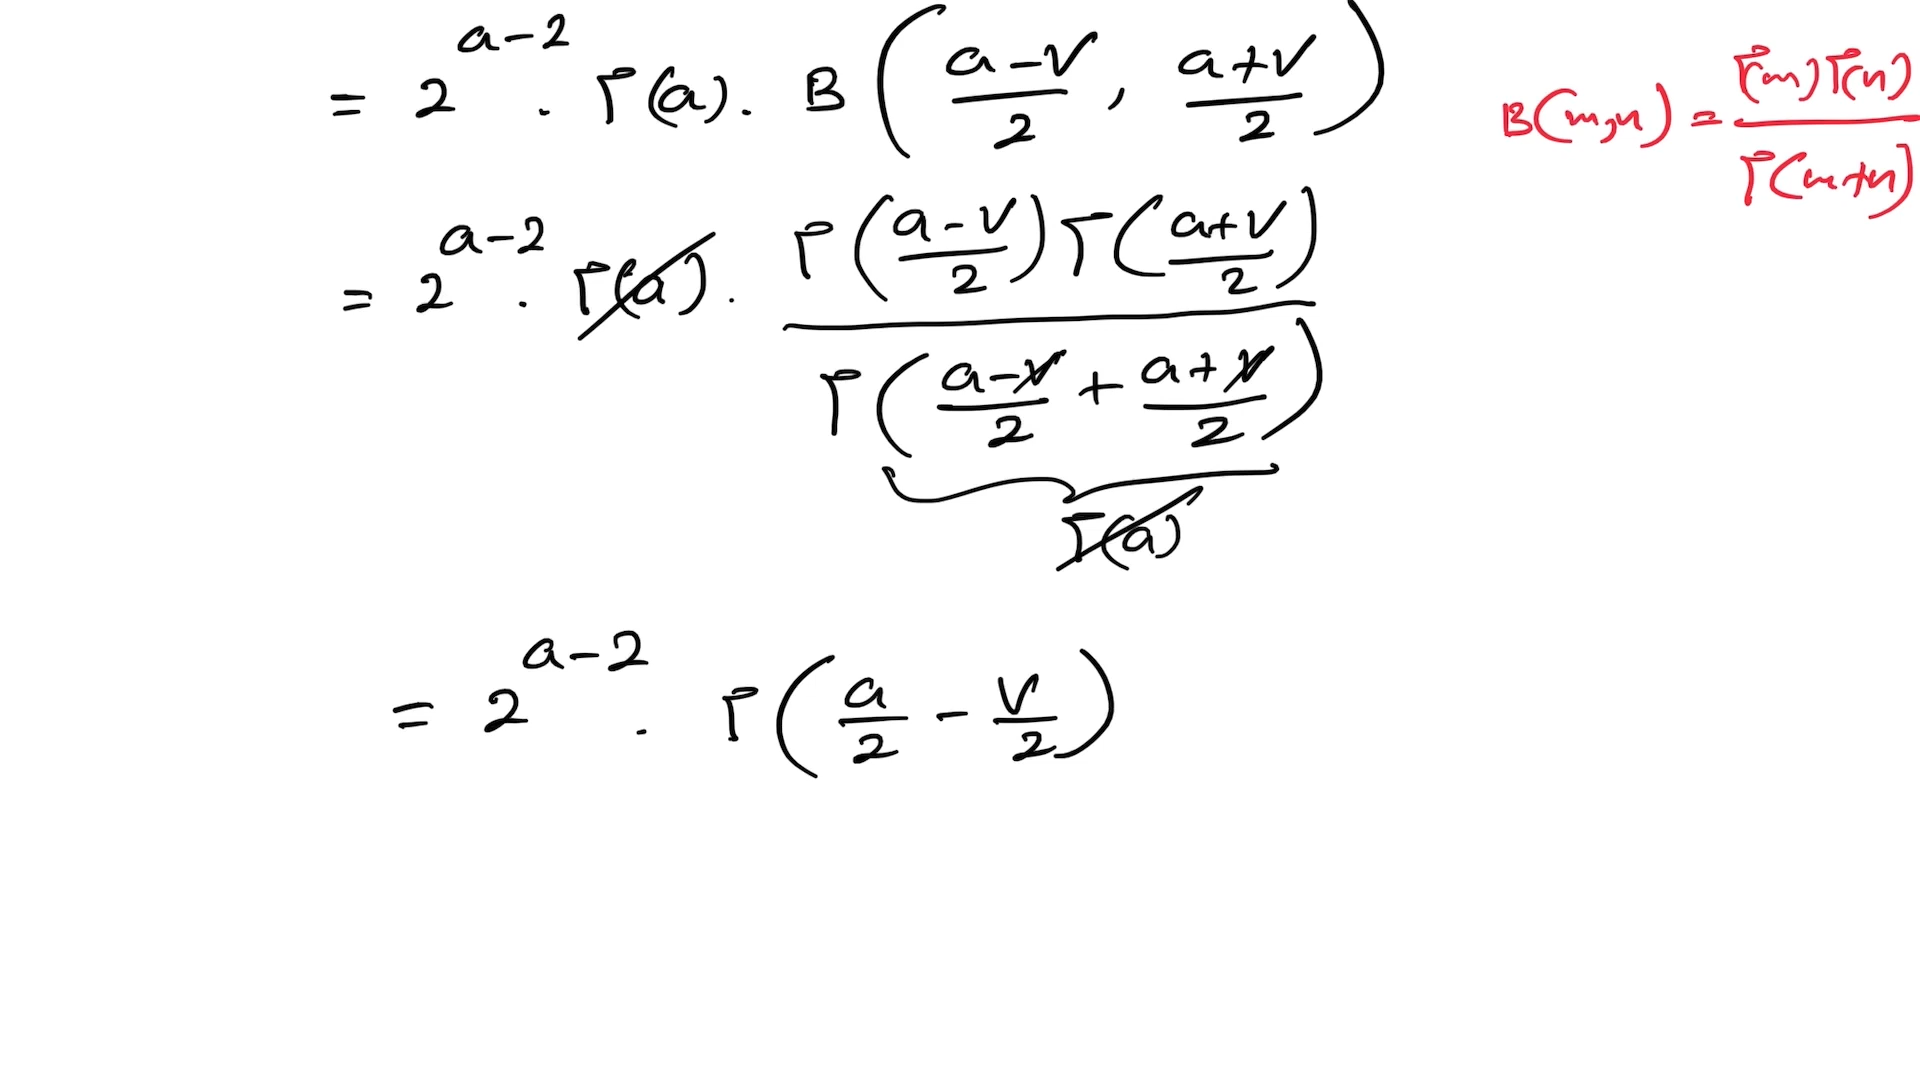 = 2^{a-2} . Γ(a). B((a-ν)/2, (a+ν)/2)
B(m,n) = Γ(m)Γ(n) / Γ(m+n)
= 2^{a-2} . Γ(a). Γ((a-ν)/2)Γ((a+ν)/2) / Γ((a-ν)/2 + (a+ν)/2)
Γ(a)
= 2^{a-2} . Γ(a/2 - ν/2)